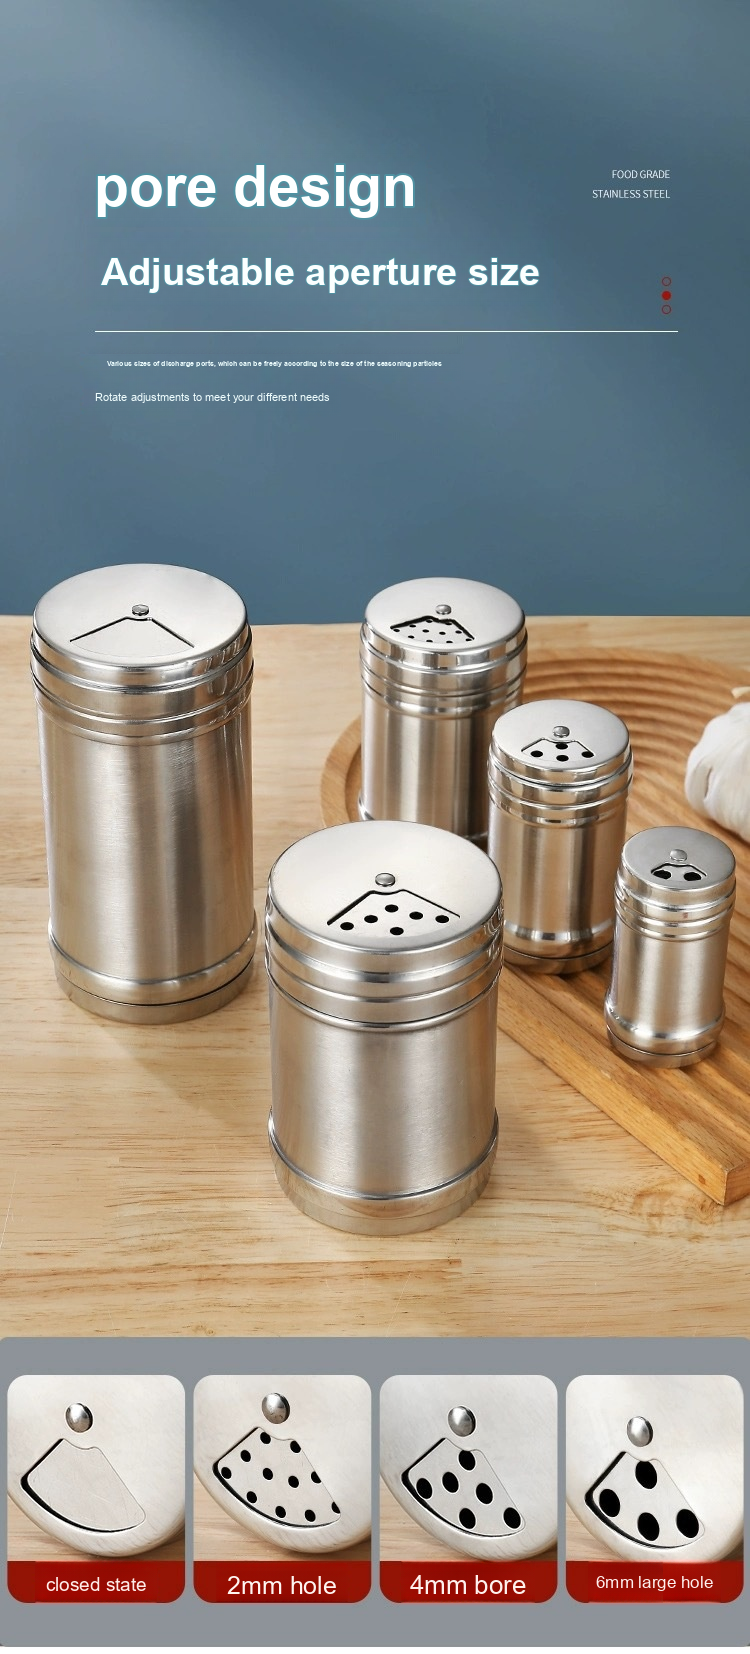 pore design
FOOD GRADE
STAINLESS STEEL
Adjustable aperture size
Various sizes of discharge ports, which can be freely according to the size of the seasoning particles
Rotate adjustments to meet your different needs
closed state
2mm hole
4mm bore
6mm large hole